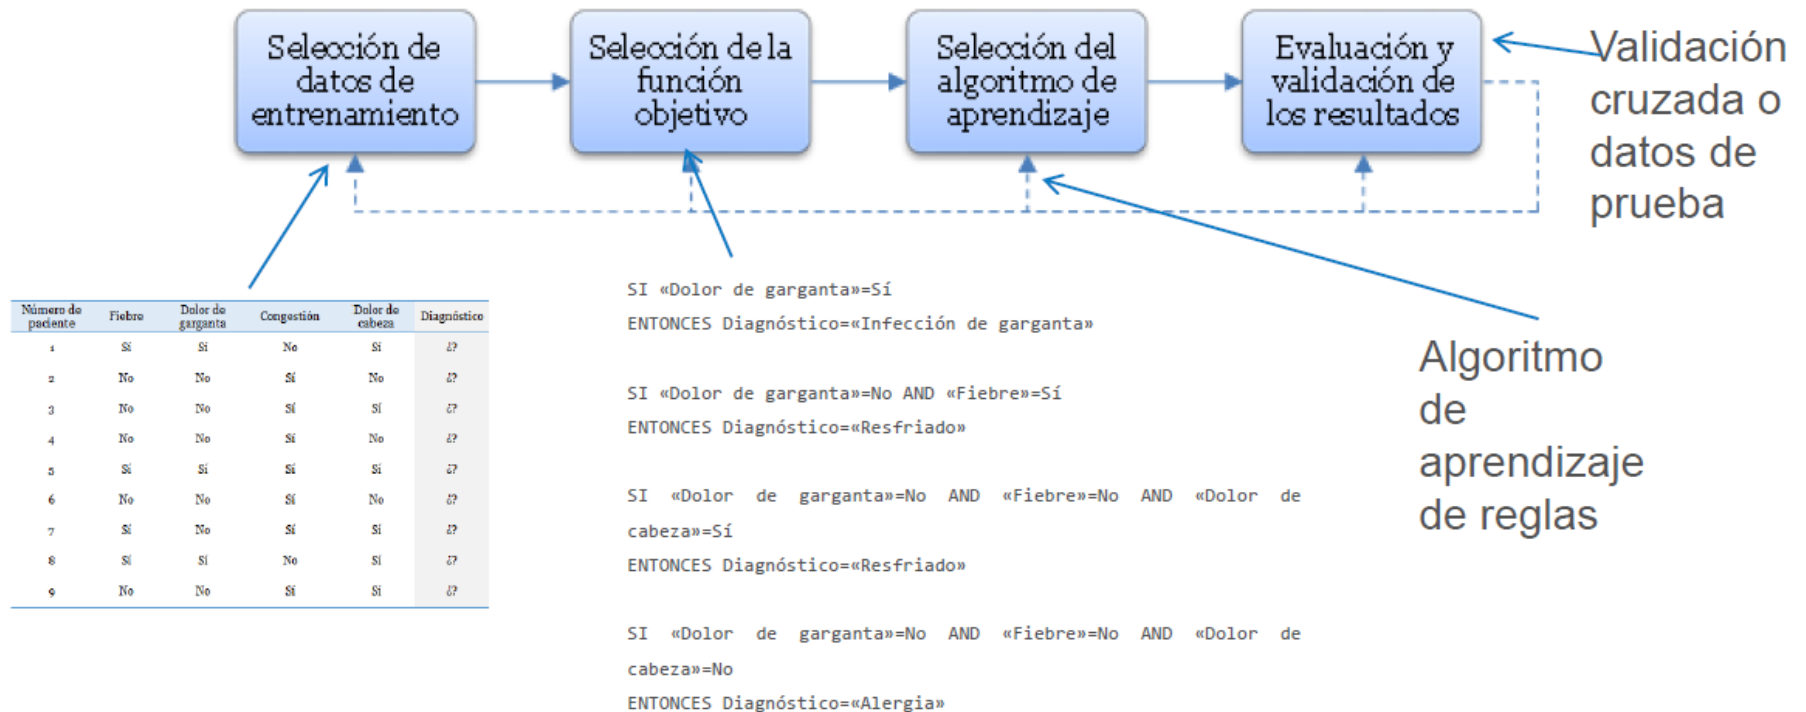 Selección de
datos de
entrenamiento
Selección de la
función
objetivo
Selección del
algoritmo de
aprendizaje
Evaluación y
validación de
los resultados
Validación
cruzada o
datos de
prueba
Número de paciente Fiebre Dolor de garganta Congestión Dolor de cabeza Diagnóstico
1 Sí Sí No Sí ¿?
2 No No Sí No ¿?
3 No No Sí Sí ¿?
4 No No Sí No ¿?
5 Sí Sí Sí Sí ¿?
6 No No Sí No ¿?
7 Sí No Sí Sí ¿?
8 Sí Sí No Sí ¿?
9 No No Sí Sí ¿?
SI «Dolor de garganta»=Sí
ENTONCES Diagnóstico=«Infección de garganta»
SI «Dolor de garganta»=No AND «Fiebre»=Sí
ENTONCES Diagnóstico=«Resfriado»
SI «Dolor de garganta»=No AND «Fiebre»=No AND «Dolor de
cabeza»=Sí
ENTONCES Diagnóstico=«Resfriado»
SI «Dolor de garganta»=No AND «Fiebre»=No AND «Dolor de
cabeza»=No
ENTONCES Diagnóstico=«Alergia»
Algoritmo
de
aprendizaje
de reglas